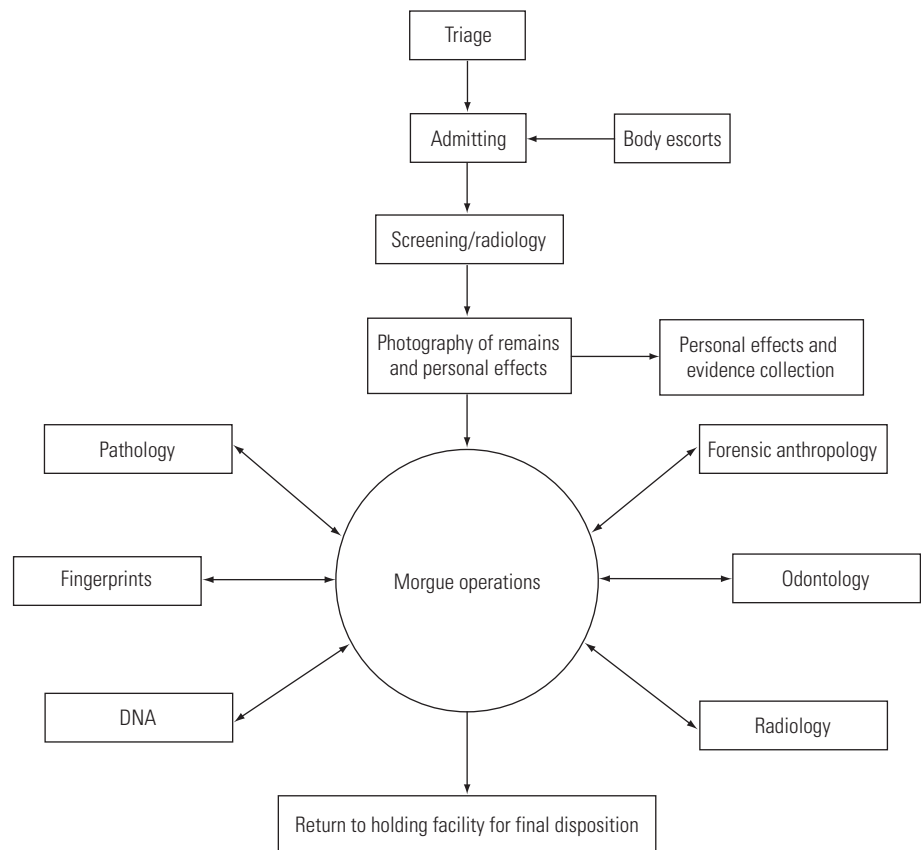 Triage
Admitting
Body escorts
Screening/radiology
Photography of remains
and personal effects
Personal effects and
evidence collection
Pathology
Forensic anthropology
Fingerprints
Morgue operations
Odontology
DNA
Radiology
Return to holding facility for final disposition